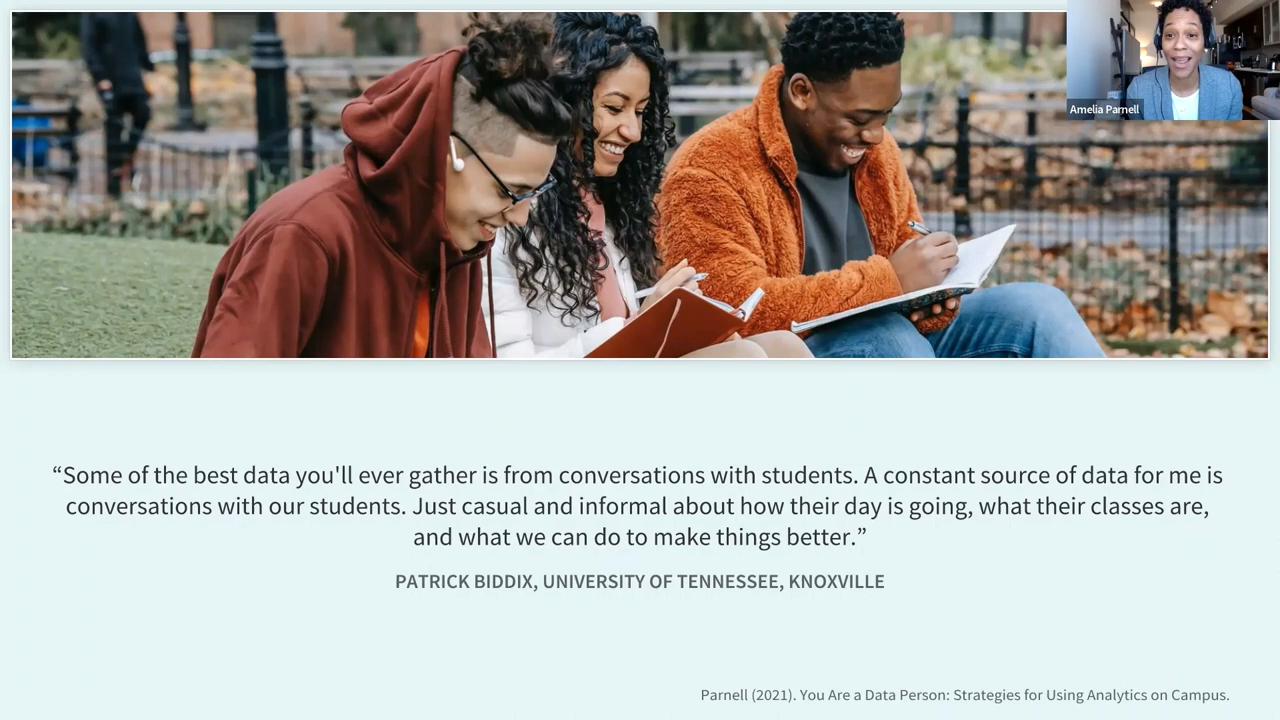 Amelia Parnell
“Some of the best data you'll ever gather is from conversations with students. A constant source of data for me is
conversations with our students. Just casual and informal about how their day is going, what their classes are,
and what we can do to make things better.”
PATRICK BIDDIX, UNIVERSITY OF TENNESSEE, KNOXVILLE
Parnell (2021). You Are a Data Person: Strategies for Using Analytics on Campus.